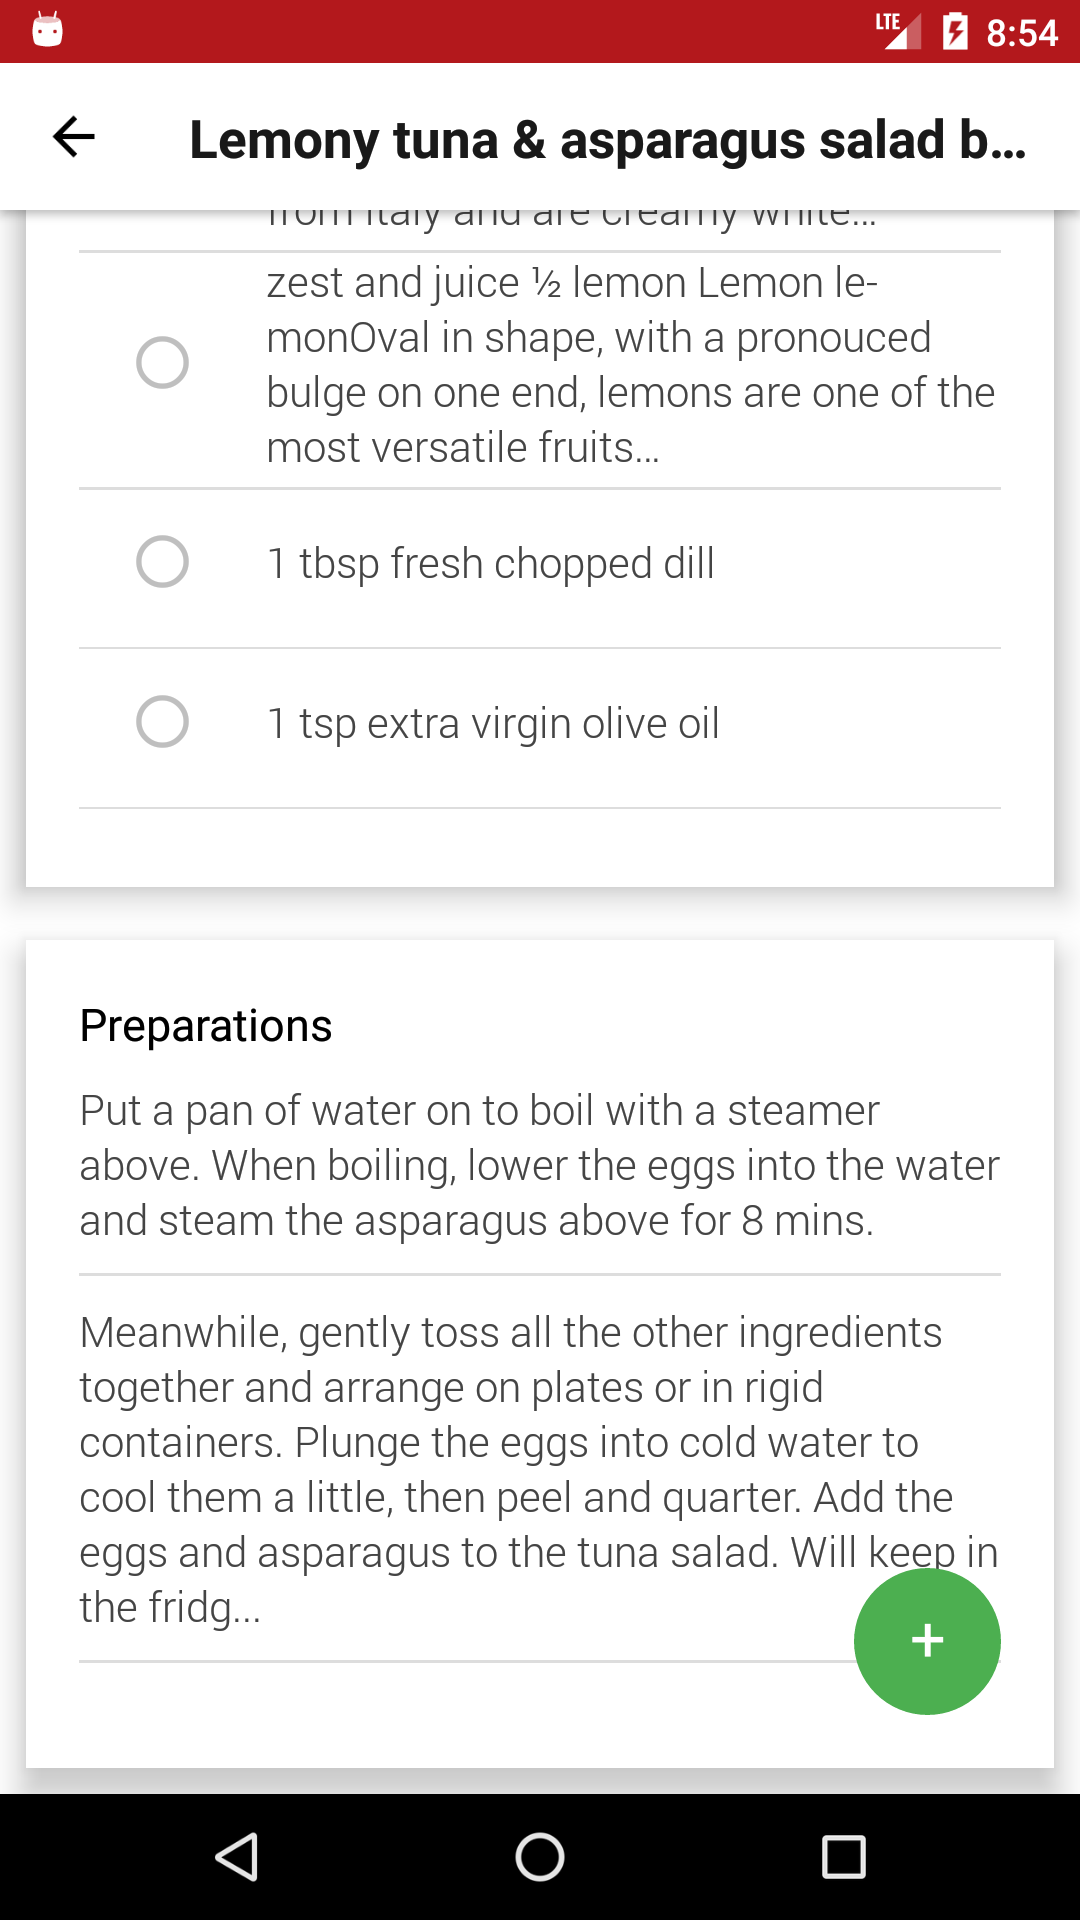 LTE 8:54
Lemony tuna & asparagus salad b...
from Italy and are creamy white...
zest and juice ½ lemon Lemon le-
monOval in shape, with a pronouced
bulge on one end, lemons are one of the
most versatile fruits...
1 tbsp fresh chopped dill
1 tsp extra virgin olive oil
Preparations
Put a pan of water on to boil with a steamer
above. When boiling, lower the eggs into the water
and steam the asparagus above for 8 mins.
Meanwhile, gently toss all the other ingredients
together and arrange on plates or in rigid
containers. Plunge the eggs into cold water to
cool them a little, then peel and quarter. Add the
eggs and asparagus to the tuna salad. Will keep in
the fridg...
+